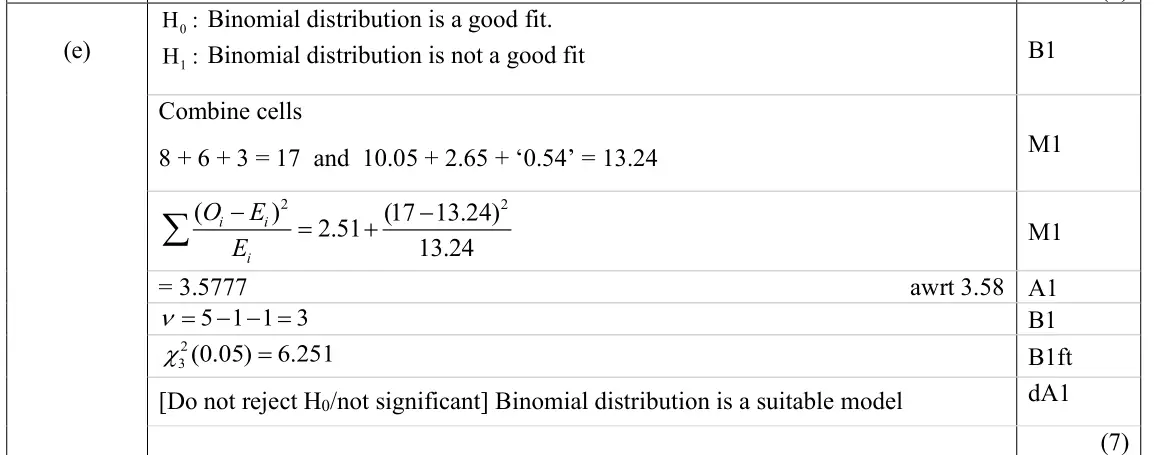 (e)
H₀ : Binomial distribution is a good fit.
H₁ : Binomial distribution is not a good fit
B1
Combine cells
8 + 6 + 3 = 17 and 10.05 + 2.65 + ‘0.54’ = 13.24
M1
∑ (Oᵢ − Eᵢ)² / Eᵢ = 2.51 + (17 − 13.24)² / 13.24
M1
= 3.5777 awrt 3.58 A1
ν = 5 − 1 − 1 = 3 B1
χ²₃ (0.05) = 6.251 B1ft
[Do not reject H₀/not significant] Binomial distribution is a suitable model dA1
(7)